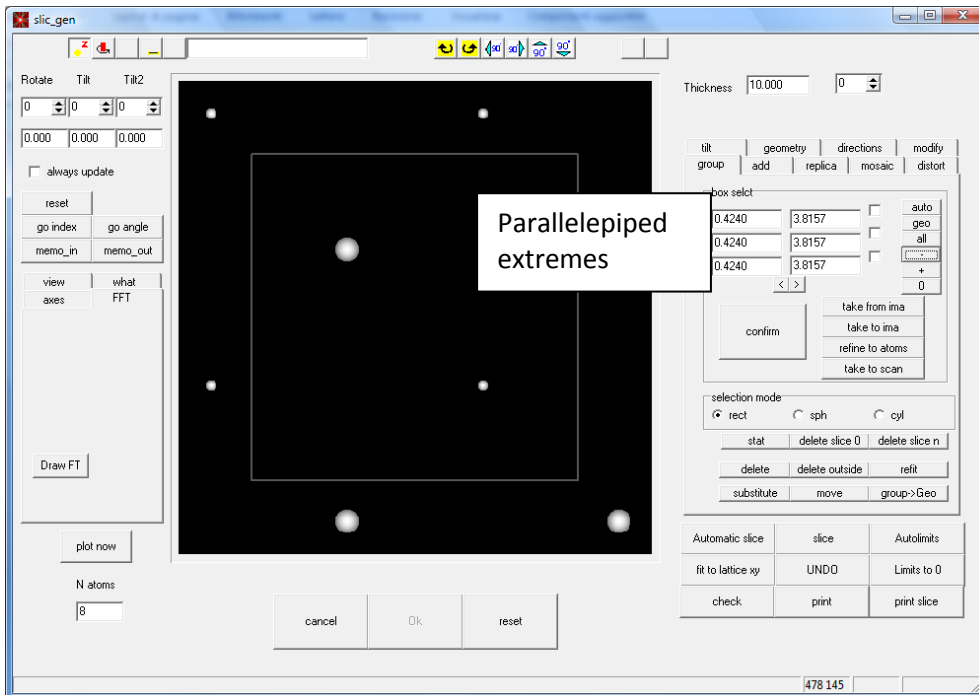 slic_gen
z
90 90 90° 90°
Rotate Tilt Tilt2
0 0 0
0.000 0.000 0.000
always update
reset
go index go angle
memo_in memo_out
view what
axes FFT
Draw FT
plot now
N atoms
8
Parallelepiped
extremes
cancel Ok reset
Thickness 10.000 0
tilt geometry directions modify
group add replica mosaic distort
box selct
0.4240 3.8157 auto
geo
0.4240 3.8157 all
-
0.4240 3.8157 +
< > 0
take from ima
confirm take to ima
refine to atoms
take to scan
selection mode
rect sph cyl
stat delete slice 0 delete slice n
delete delete outside refit
substitute move group->Geo
Automatic slice slice Autolimits
fit to lattice xy UNDO Limits to 0
check print print slice
478 145